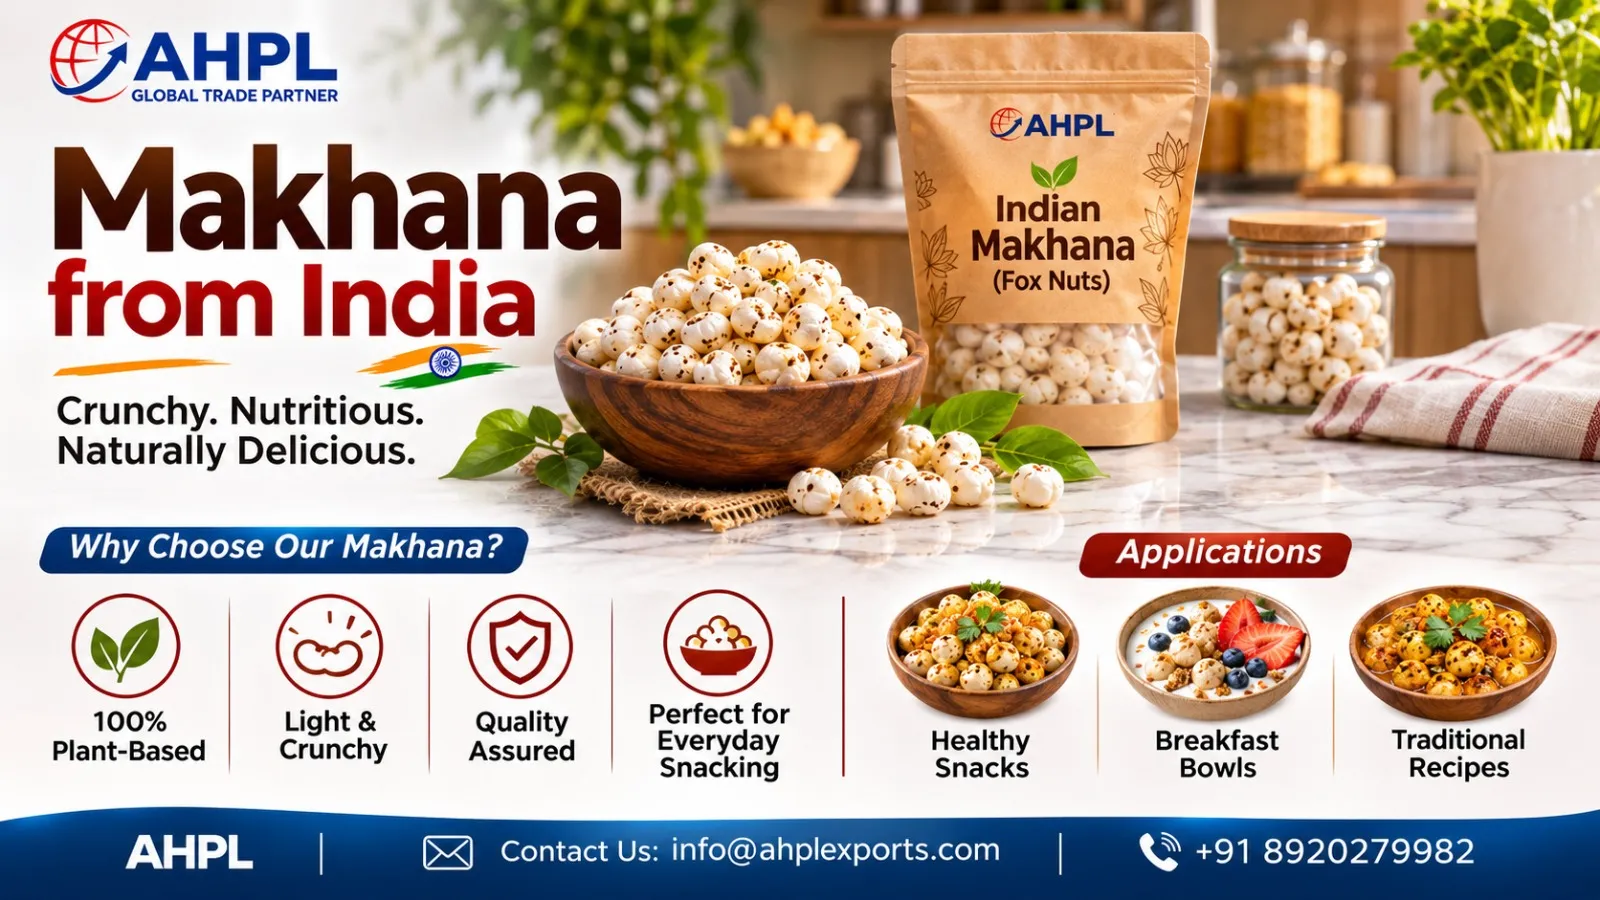 AHPL
GLOBAL TRADE PARTNER
Makhana
from India
Crunchy. Nutritious.
Naturally Delicious.
AHPL
Indian
Makhana
(Fox Nuts)
Why Choose Our Makhana?
100%
Plant-Based
Light &
Crunchy
Quality
Assured
Perfect for
Everyday
Snacking
Applications
Healthy
Snacks
Breakfast
Bowls
Traditional
Recipes
AHPL
Contact Us: info@ahplexports.com
+91 8920279982